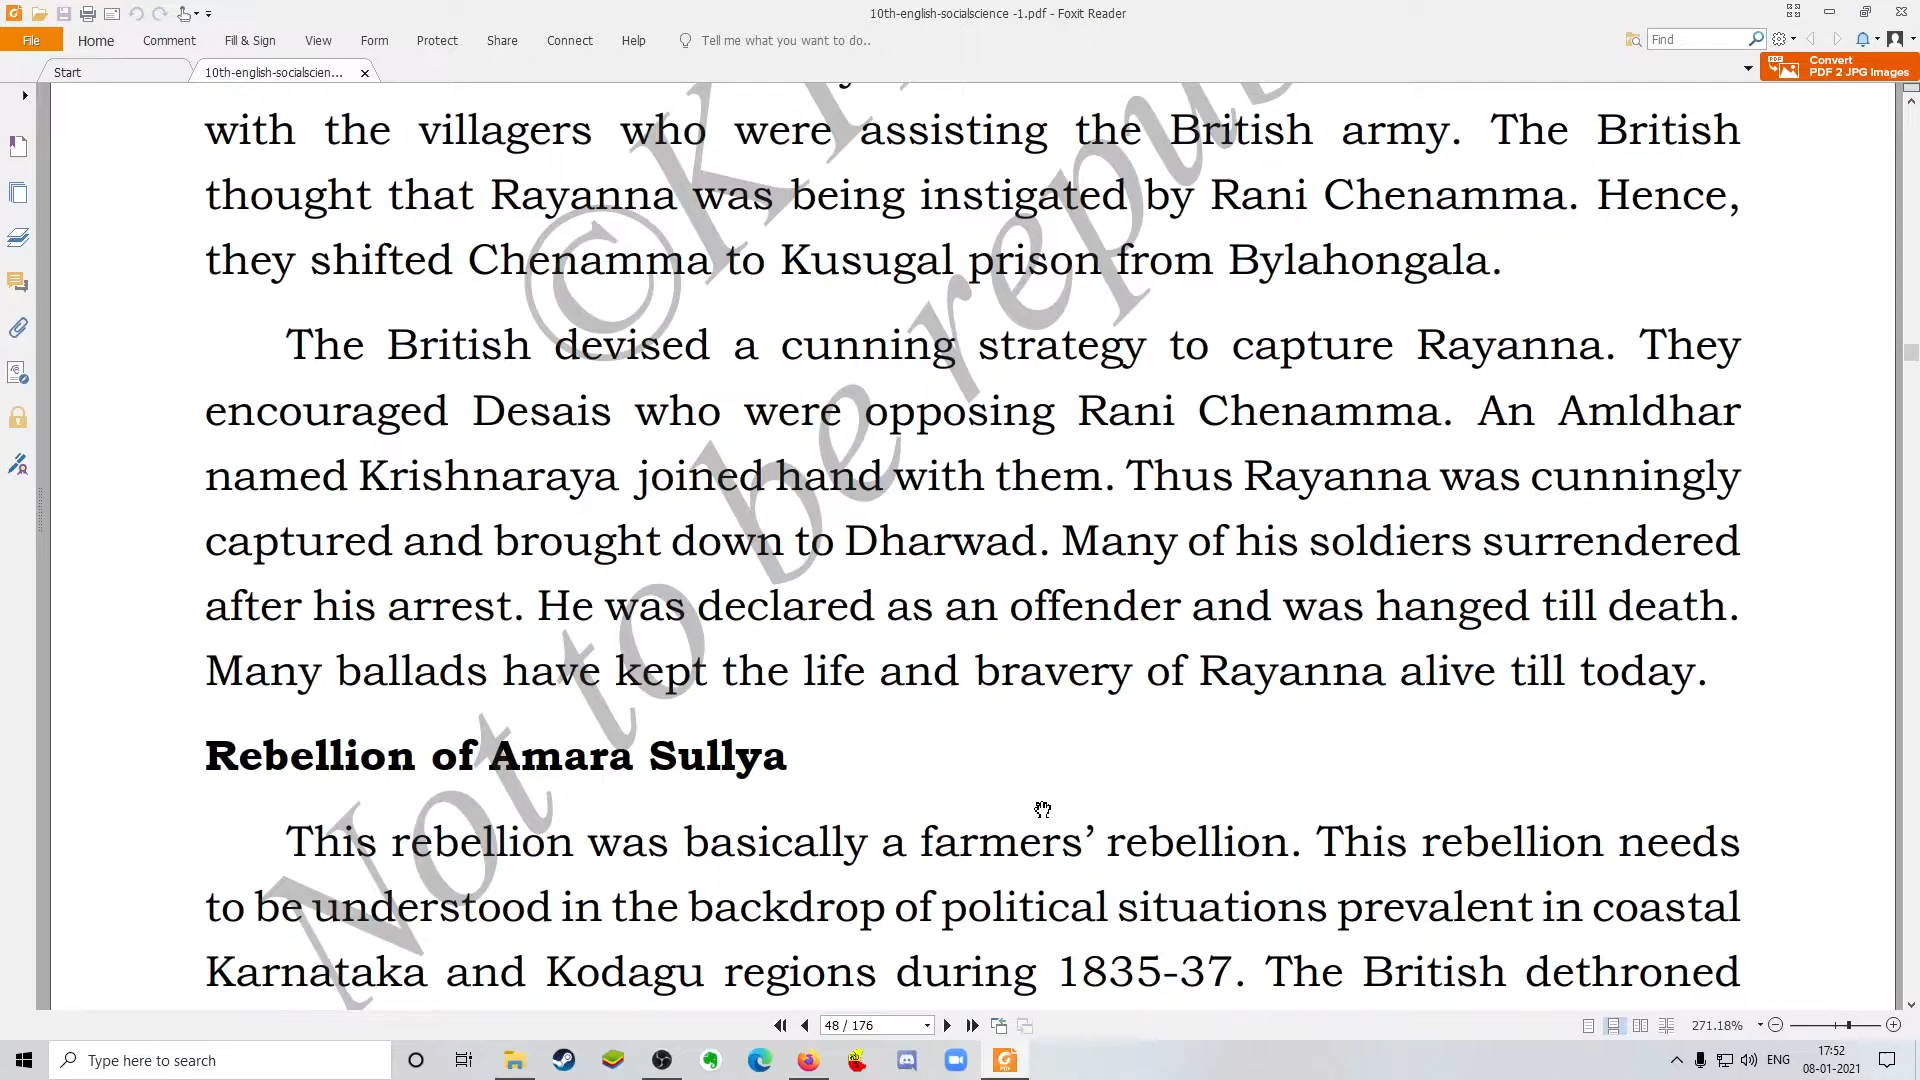 10th-english-socialscience -1.pdf - Foxit Reader
File Home Comment Fill & Sign View Form Protect Share Connect Help Tell me what you want to do.. Find
Start 10th-english-socialscien... Convert
PDF 2 JPG Images
with the villagers who were assisting the British army. The British
thought that Rayanna was being instigated by Rani Chenamma. Hence,
they shifted Chenamma to Kusugal prison from Bylahongala.
The British devised a cunning strategy to capture Rayanna. They
encouraged Desais who were opposing Rani Chenamma. An Amldhar
named Krishnaraya joined hand with them. Thus Rayanna was cunningly
captured and brought down to Dharwad. Many of his soldiers surrendered
after his arrest. He was declared as an offender and was hanged till death.
Many ballads have kept the life and bravery of Rayanna alive till today.
Rebellion of Amara Sullya
This rebellion was basically a farmers’ rebellion. This rebellion needs
to be understood in the backdrop of political situations prevalent in coastal
Karnataka and Kodagu regions during 1835-37. The British dethroned
Not to be repu
48 / 176 271.18%
Type here to search ENG 17:52
08-01-2021